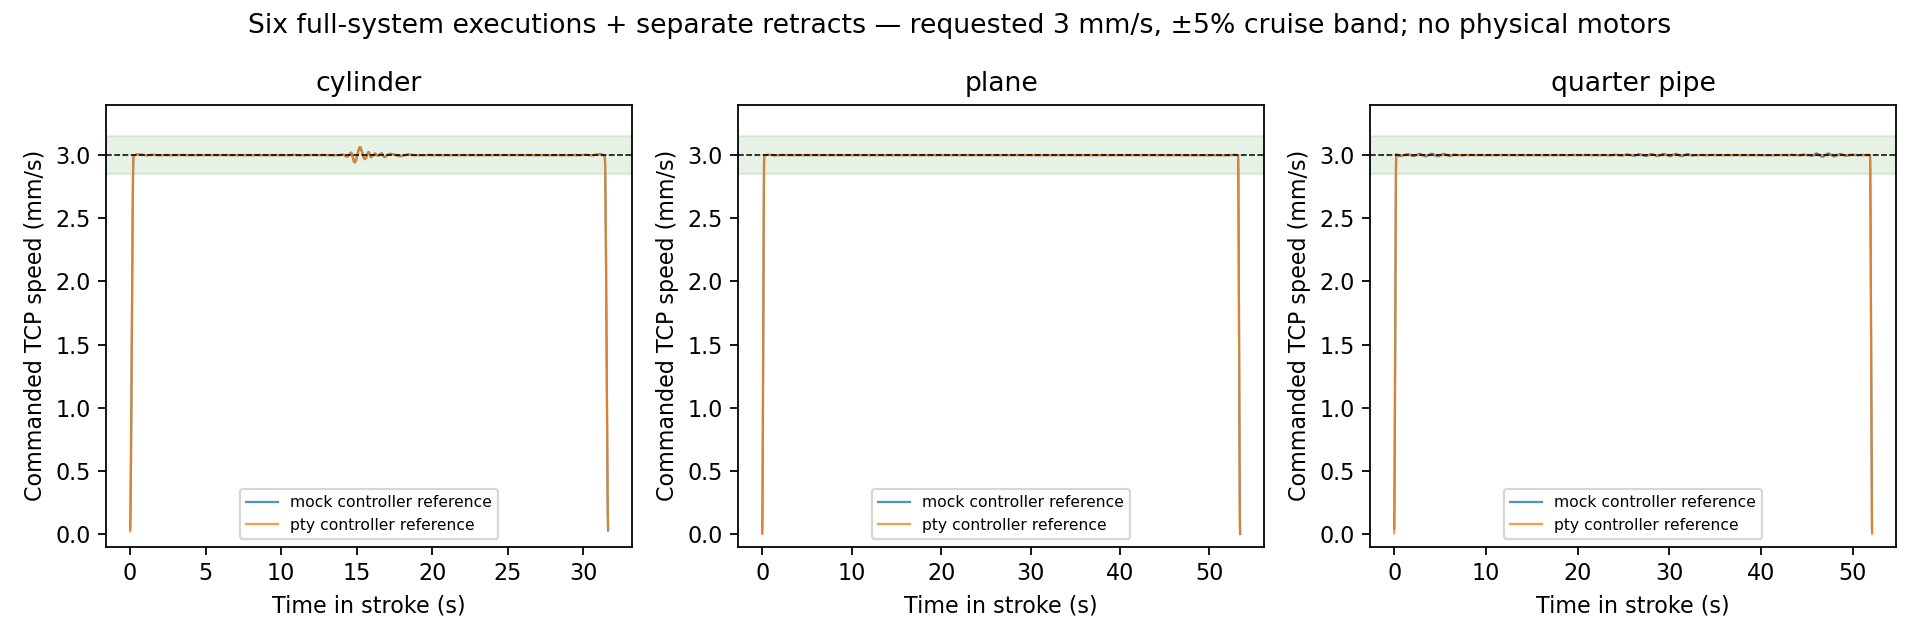 Six full-system executions + separate retracts — requested 3 mm/s, ±5% cruise band; no physical motors
cylinder
Commanded TCP speed (mm/s)
3.0
2.5
2.0
1.5
1.0
0.5
0.0
mock controller reference
pty controller reference
0 5 10 15 20 25 30
Time in stroke (s)
plane
Commanded TCP speed (mm/s)
3.0
2.5
2.0
1.5
1.0
0.5
0.0
mock controller reference
pty controller reference
0 10 20 30 40 50
Time in stroke (s)
quarter pipe
Commanded TCP speed (mm/s)
3.0
2.5
2.0
1.5
1.0
0.5
0.0
mock controller reference
pty controller reference
0 10 20 30 40 50
Time in stroke (s)